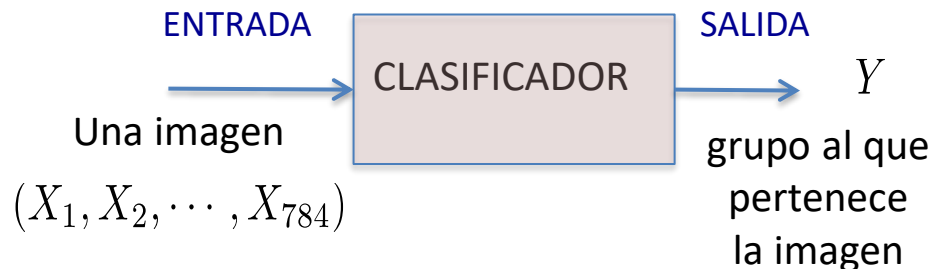 ENTRADA
SALIDA
CLASIFICADOR
Y
Una imagen
(X₁, X₂, ⋯ , X₇₈₄)
grupo al que
pertenece
la imagen